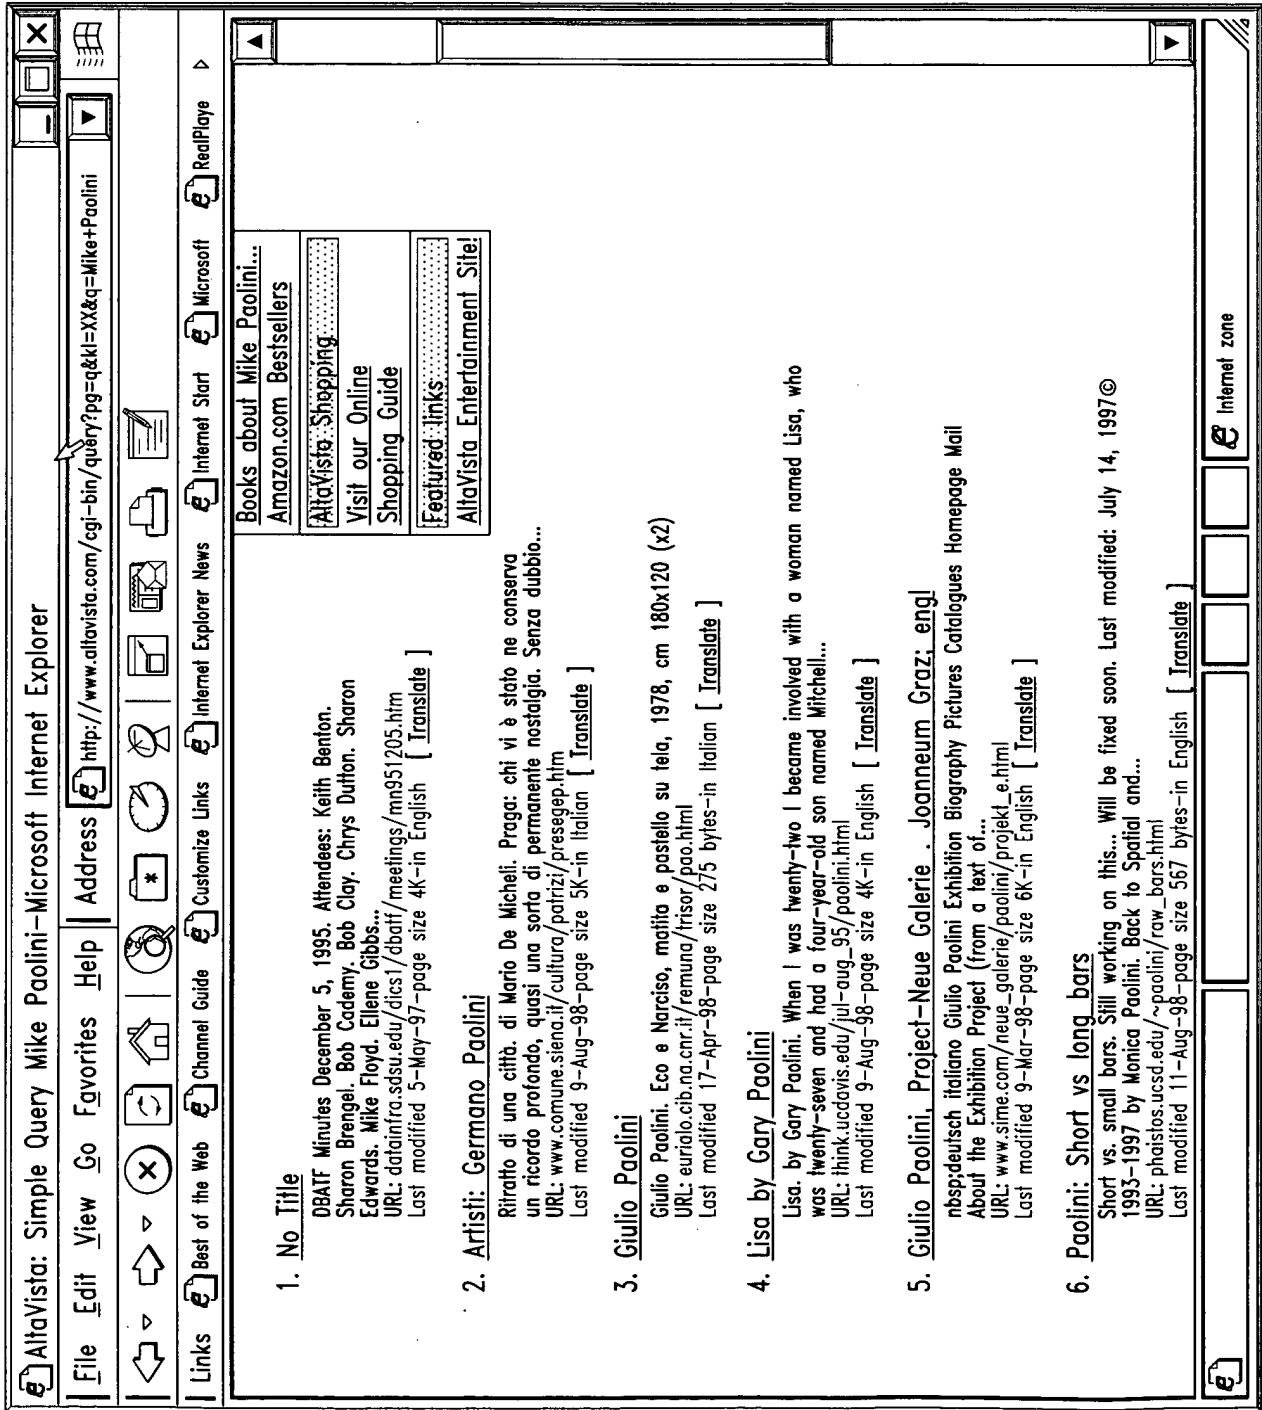 AltaVista: Simple Query Mike Paolini-Microsoft Internet Explorer
File Edit View Go Favorites Help Address http://www.altavista.com/cgi-bin/query?pg=q&kl=XX&q=Mike+Paolini
Links Best of the Web Channel Guide Customize Links Internet Explorer News Internet Start Microsoft RealPlaye
Books about Mike Paolini...
Amazon.com Bestsellers
AltaVista Shopping
Visit our Online
Shopping Guide
Featured links
AltaVista Entertainment Site!
1. No Title
DBATF Minutes December 5, 1995. Attendees: Keith Benton.
Sharon Brengel. Bob Cademy. Bob Clay. Chrys Dutton. Sharon
Edwards. Mike Floyd. Ellene Gibbs...
URL: datainfra.sdsu.edu/dics1/dbatf/meetings/mn951205.htm
Last modified 5-May-97-page size 4K-in English [ Translate ]
2. Artisti: Germano Paolini
Ritratto di una città. di Mario De Micheli. Praga: chi vi è stato ne conserva
un ricordo profondo, quasi una sorta di permanente nostalgia. Senza dubbio...
URL: www.comune.siena.it/cultura/patrizi/presegep.htm
Last modified 9-Aug-98-page size 5K-in Italian [ Translate ]
3. Giulio Paolini
Giulio Paolini. Eco e Narciso, matita e pastello su tela, 1978, cm 180x120 (x2)
URL: eurialo.cib.na.cnr.it/remuna/trisor/pao.html
Last modified 17-Apr-98-page size 275 bytes-in Italian [ Translate ]
4. Lisa by Gary Paolini
Lisa. by Gary Paolini. When I was twenty-two I became involved with a woman named Lisa, who
was twenty-seven and had a four-year-old son named Mitchell...
URL: think.ucdavis.edu/jul-aug_95/paolini.html
Last modified 9-Aug-98-page size 4K-in English [ Translate ]
5. Giulio Paolini, Project-Neue Galerie . Joanneum Graz; engl
nbsp;deutsch italiano Giulio Paolini Exhibition Biography Pictures Catalogues Homepage Mail
About the Exhibition Project (from a text of...
URL: www.sime.com/neue_galerie/paolini/projekt_e.html
Last modified 9-Mar-98-page size 6K-in English [ Translate ]
6. Paolini: Short vs long bars
Short vs. small bars. Still working on this... Will be fixed soon. Last modified: July 14, 1997©
1993-1997 by Monica Paolini. Back to Spatial and...
URL: phaistos.ucsd.edu/~paolini/raw_bars.html
Last modified 11-Aug-98-page size 567 bytes-in English [ Translate ]
Internet zone